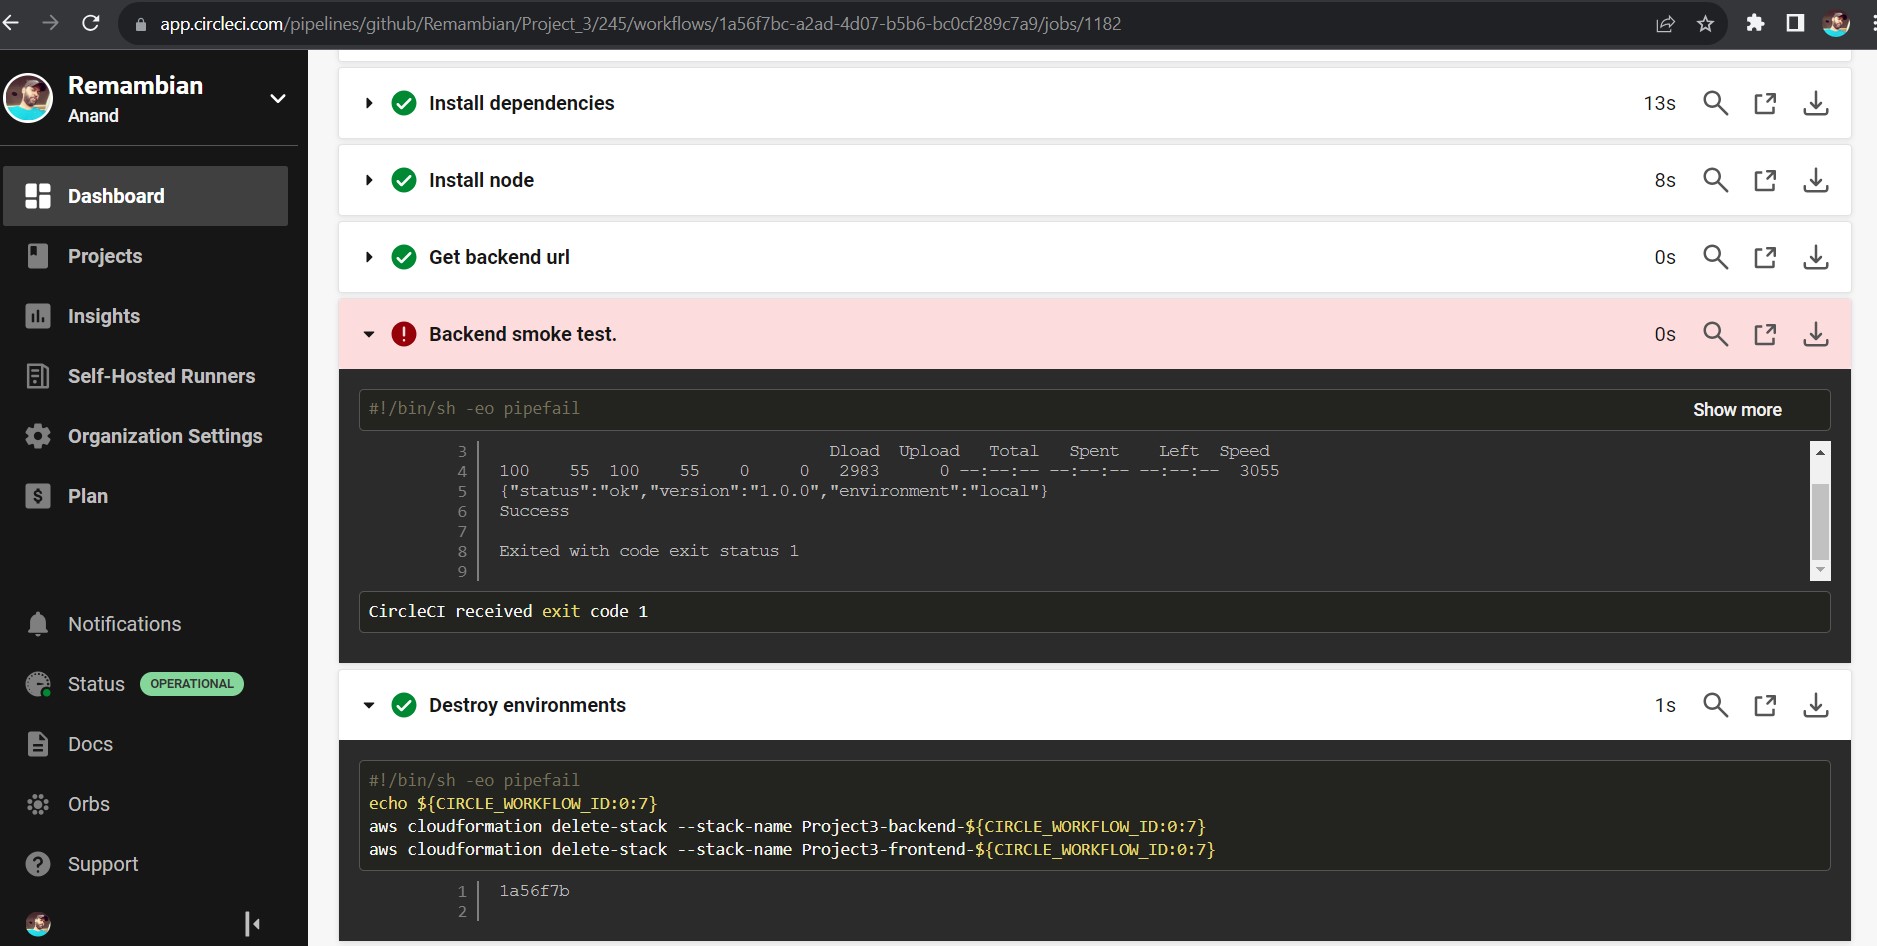 app.circleci.com/pipelines/github/Remambian/Project_3/245/workflows/1a56f7bc-a2ad-4d07-b5b6-bc0cf289c7a9/jobs/1182
Remambian
Anand
Dashboard
Projects
Insights
Self-Hosted Runners
Organization Settings
Plan
Notifications
Status OPERATIONAL
Docs
Orbs
Support
Install dependencies 13s
Install node 8s
Get backend url 0s
Backend smoke test. 0s
#!/bin/sh -eo pipefail Show more
3 Dload Upload Total Spent Left Speed
4 100 55 100 55 0 0 2983 0 --:--:-- --:--:-- --:--:-- 3055
5 {"status":"ok","version":"1.0.0","environment":"local"}
6 Success
7
8 Exited with code exit status 1
9
CircleCI received exit code 1
Destroy environments 1s
#!/bin/sh -eo pipefail
echo ${CIRCLE_WORKFLOW_ID:0:7}
aws cloudformation delete-stack --stack-name Project3-backend-${CIRCLE_WORKFLOW_ID:0:7}
aws cloudformation delete-stack --stack-name Project3-frontend-${CIRCLE_WORKFLOW_ID:0:7}
1 1a56f7b
2